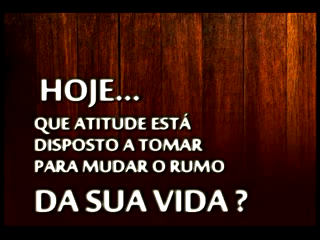 HOJE...
QUE ATITUDE ESTÁ
DISPOSTO A TOMAR
PARA MUDAR O RUMO
DA SUA VIDA ?